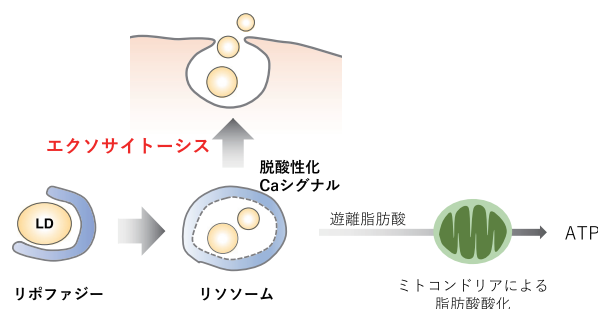 エクソサイトーシス
脱酸性化
Caシグナル
LD
遊離脂肪酸
ATP
リポファジー
リソソーム
ミトコンドリアによる
脂肪酸酸化